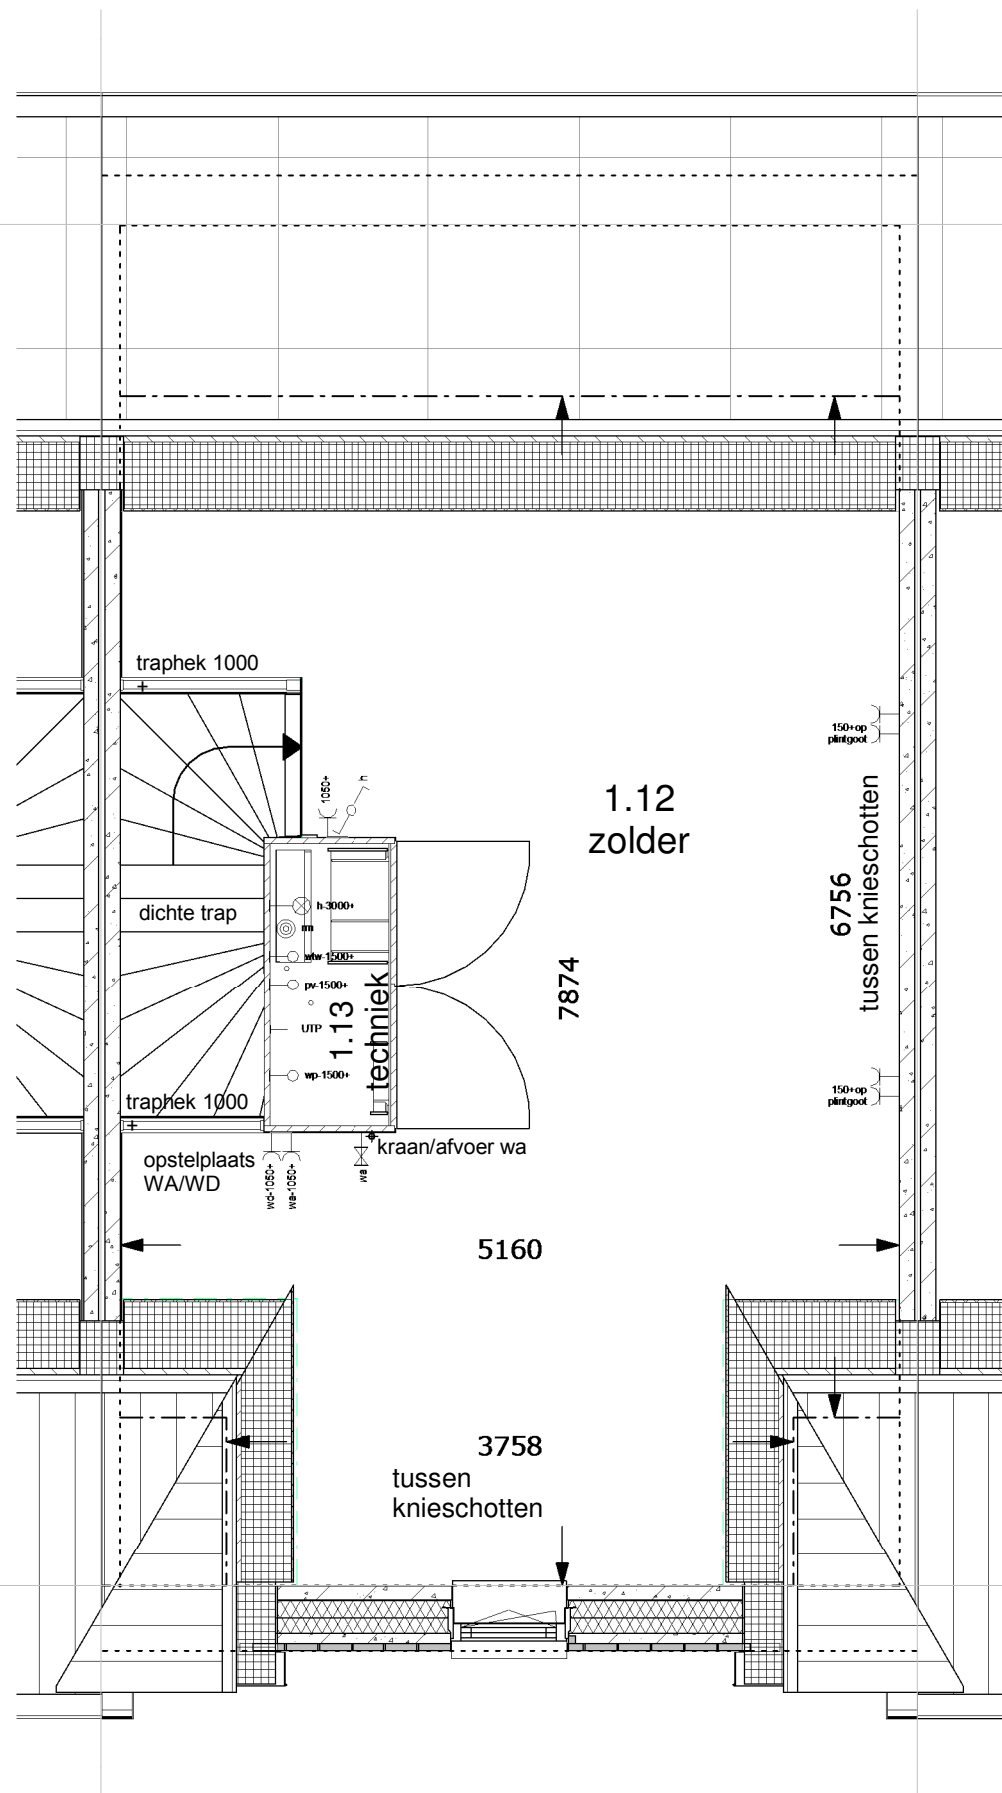 traphek 1000
150+op
plintgoot
1050+
h
1.12
zolder
6756
tussen knieschotten
dichte trap
h-3000+
rm
wtw-1500+
pv-1500+
UTP
wp-1500+
1.13
techniek
7874
traphek 1000
150+op
plintgoot
kraan/afvoer wa
opstelplaats
WA/WD
wd-1050+
wa-1050+
wa
5160
3758
tussen
knieschotten